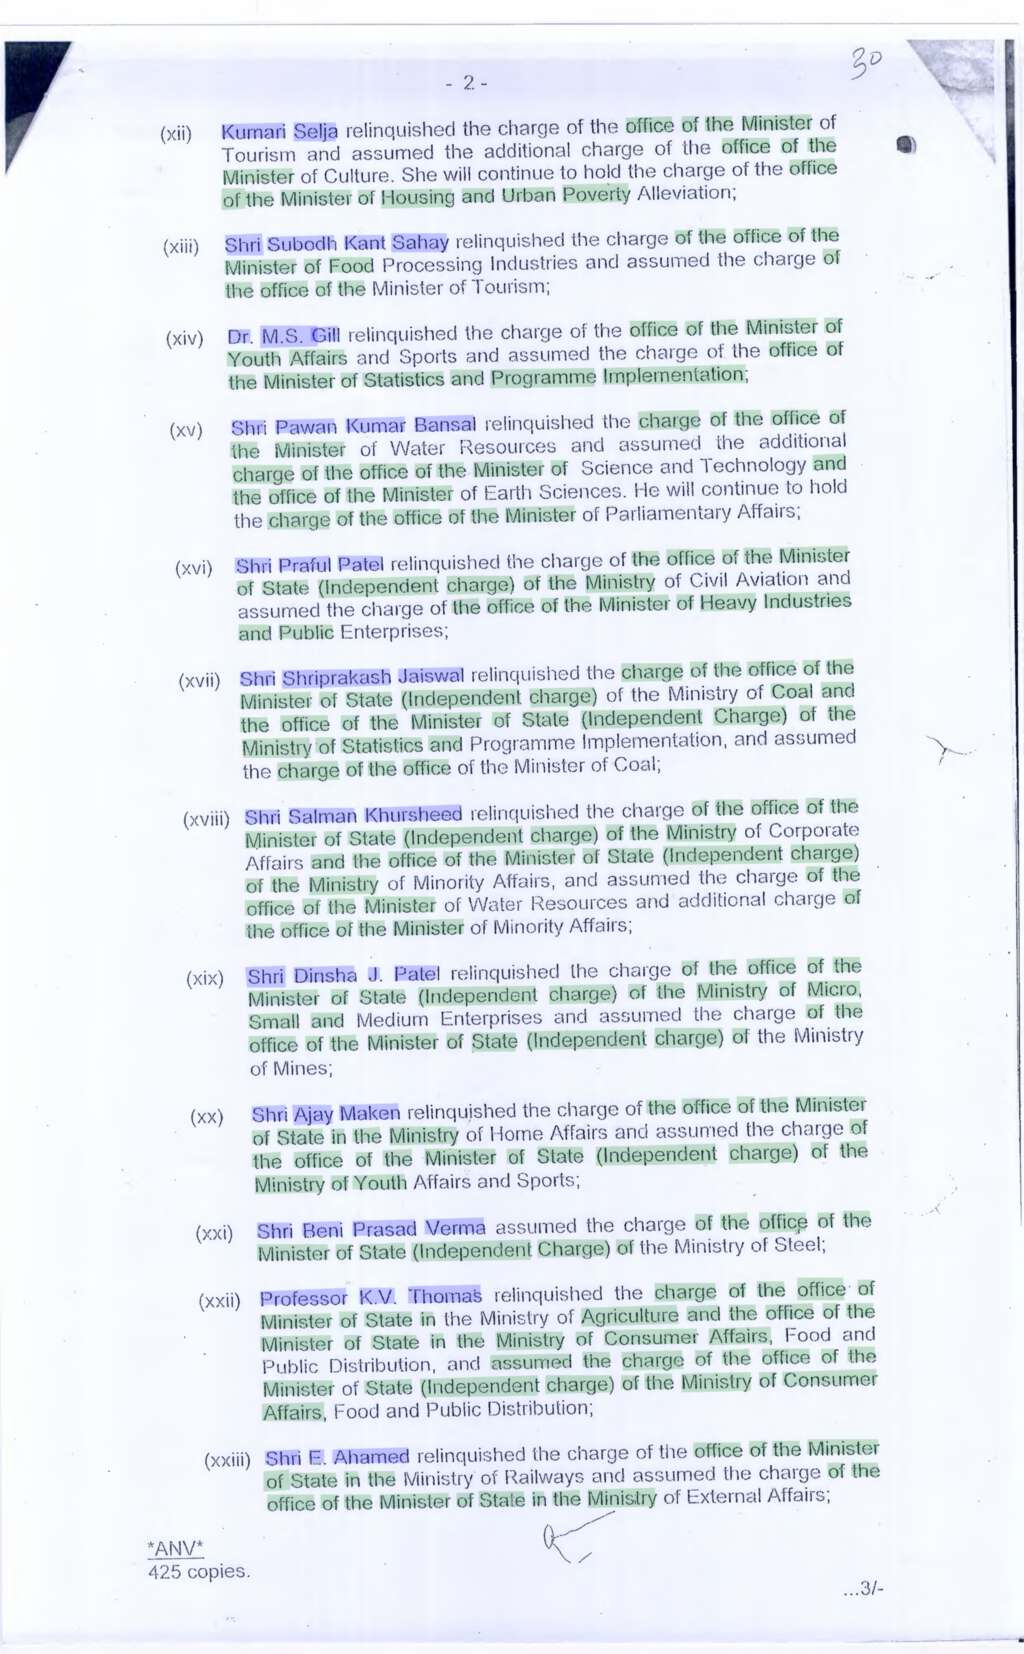 30
- 2 -
(xii) Kumari Selja relinquished the charge of the office of the Minister of
Tourism and assumed the additional charge of the office of the
Minister of Culture. She will continue to hold the charge of the office
of the Minister of Housing and Urban Poverty Alleviation;
(xiii) Shri Subodh Kant Sahay relinquished the charge of the office of the
Minister of Food Processing Industries and assumed the charge of
the office of the Minister of Tourism;
(xiv) Dr. M.S. Gill relinquished the charge of the office of the Minister of
Youth Affairs and Sports and assumed the charge of the office of
the Minister of Statistics and Programme Implementation;
(xv) Shri Pawan Kumar Bansal relinquished the charge of the office of
the Minister of Water Resources and assumed the additional
charge of the office of the Minister of Science and Technology and
the office of the Minister of Earth Sciences. He will continue to hold
the charge of the office of the Minister of Parliamentary Affairs;
(xvi) Shri Praful Patel relinquished the charge of the office of the Minister
of State (Independent charge) of the Ministry of Civil Aviation and
assumed the charge of the office of the Minister of Heavy Industries
and Public Enterprises;
(xvii) Shri Shriprakash Jaiswal relinquished the charge of the office of the
Minister of State (Independent charge) of the Ministry of Coal and
the office of the Minister of State (Independent Charge) of the
Ministry of Statistics and Programme Implementation, and assumed
the charge of the office of the Minister of Coal;
(xviii) Shri Salman Khursheed relinquished the charge of the office of the
Minister of State (Independent charge) of the Ministry of Corporate
Affairs and the office of the Minister of State (Independent charge)
of the Ministry of Minority Affairs, and assumed the charge of the
office of the Minister of Water Resources and additional charge of
the office of the Minister of Minority Affairs;
(xix) Shri Dinsha J. Patel relinquished the charge of the office of the
Minister of State (Independent charge) of the Ministry of Micro,
Small and Medium Enterprises and assumed the charge of the
office of the Minister of State (Independent charge) of the Ministry
of Mines;
(xx) Shri Ajay Maken relinquished the charge of the office of the Minister
of State in the Ministry of Home Affairs and assumed the charge of
the office of the Minister of State (Independent charge) of the
Ministry of Youth Affairs and Sports;
(xxi) Shri Beni Prasad Verma assumed the charge of the office of the
Minister of State (Independent Charge) of the Ministry of Steel;
(xxii) Professor K.V. Thomas relinquished the charge of the office of
Minister of State in the Ministry of Agriculture and the office of the
Minister of State in the Ministry of Consumer Affairs, Food and
Public Distribution, and assumed the charge of the office of the
Minister of State (Independent charge) of the Ministry of Consumer
Affairs, Food and Public Distribution;
(xxiii) Shri E. Ahamed relinquished the charge of the office of the Minister
of State in the Ministry of Railways and assumed the charge of the
office of the Minister of State in the Ministry of External Affairs;
*ANV*
425 copies.
...3/-